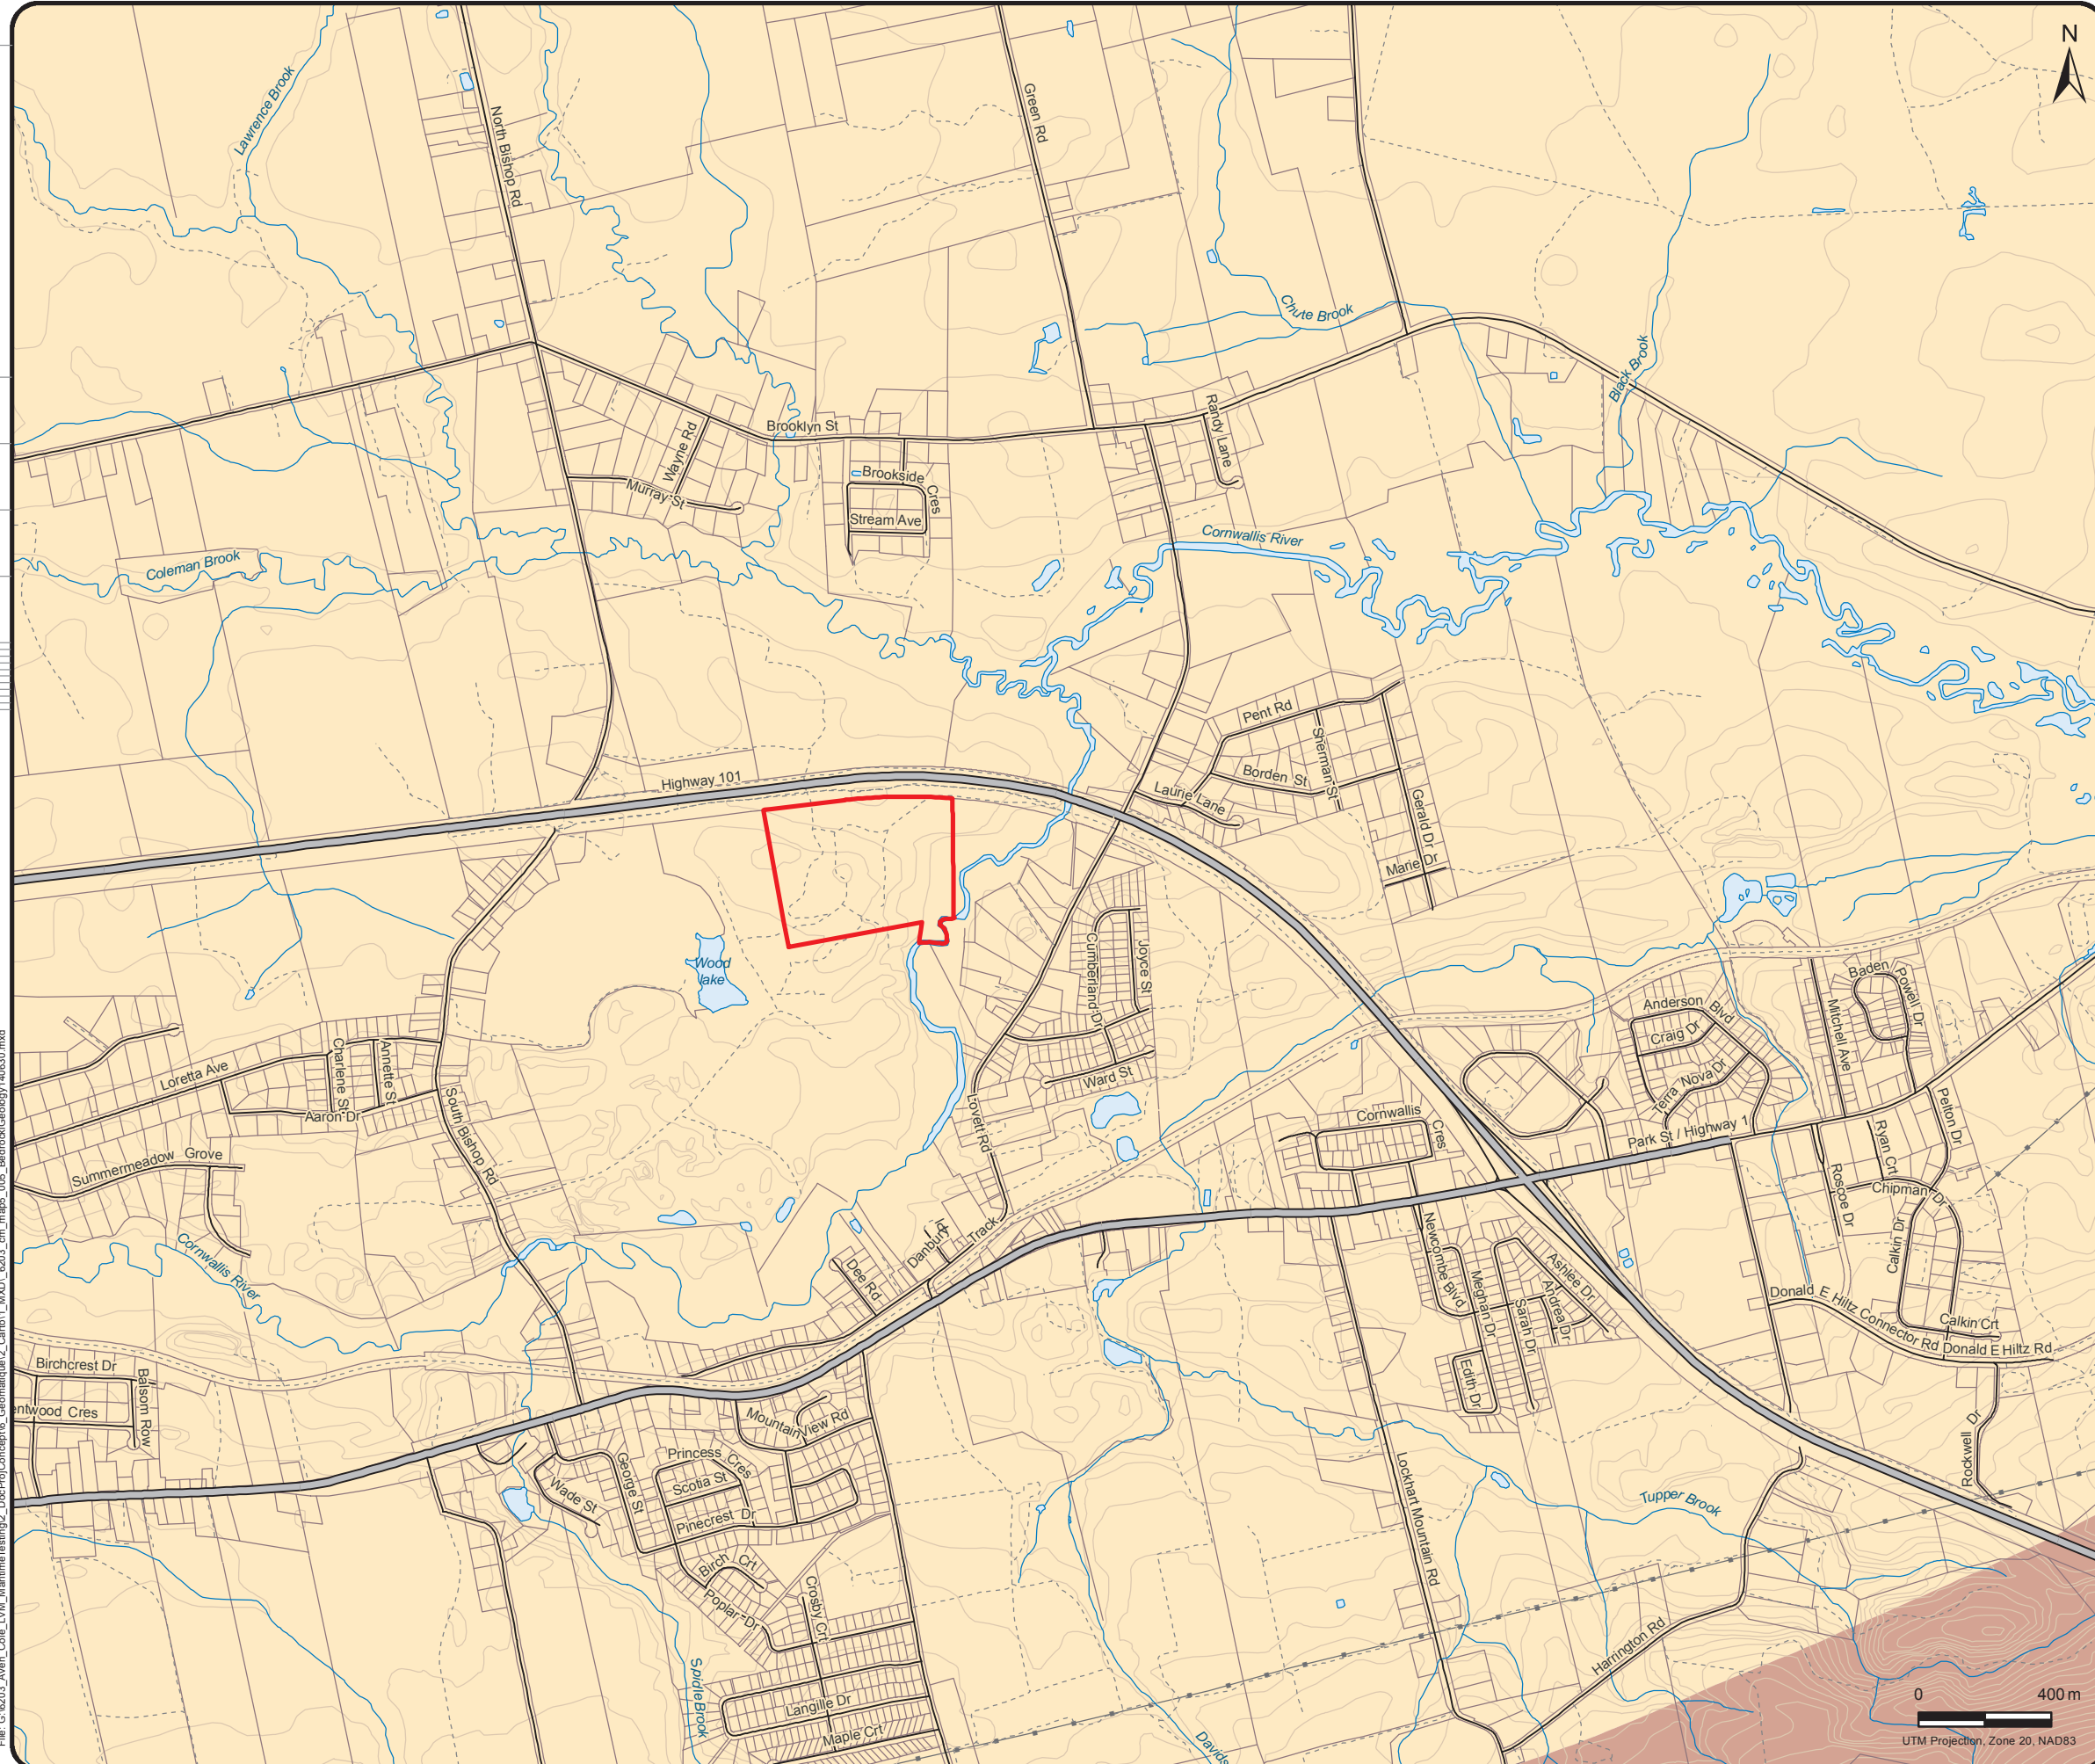 N
Lawrence Brook
North Bishop Rd
Green Rd
Chute Brook
Black Brook
Brooklyn St
Randy Lane
Wayne Rd
Murray St
Brookside
Cres
Stream Ave
Cornwallis River
Coleman Brook
Pent Rd
Sherman St
Borden St
Laurie Lane
Gerald Dr
Marie Dr
Highway 101
Wood
lake
Cumberland Dr
Joyce St
Ward St
Lovett Rd
Baden
Powell Dr
Anderson
Blvd
Craig Dr
Terra Nova Dr
Mitchell Ave
Charlene St
Annette St
Loretta Ave
Aaron Dr
South Bishop Rd
Cornwallis
Cres
Park St / Highway 1
Pelton Dr
Ryan Crt
Roscoe Dr
Chipman Dr
Calkin Dr
Summermeadow Grove
Cornwallis River
Danbury
Track
Dee Rd
Newcombe Blvd
Meghan Dr
Sarah Dr
Andrea Dr
Ashlee Dr
Edith Dr
Donald E Hiltz Connector Rd
Donald E Hiltz Rd
Calkin Crt
Birchcrest Dr
Balsom Row
entwood Cres
Mountain View Rd
Princess Cres
Scotia St
George St
Wade St
Pinecrest Dr
Birch Crt
Poplar Dr
Crosby Crt
Lockhart Mountain Rd
Tupper Brook
Rockwell Dr
Harrington Rd
Spidle Brook
Langille Dr
Maple Crt
Davids
0 400 m
UTM Projection, Zone 20, NAD83